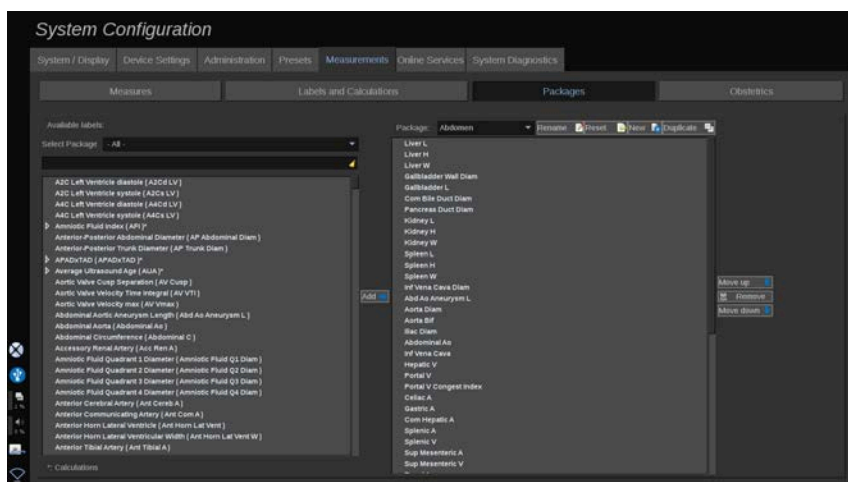 System Configuration
System / Display Device Settings Administration Presets Measurements Online Services System Diagnostics
Measures Labels and Calculations Packages Obstetrics
Available labels:
Select Package - All -
A2C Left Ventricle diastole ( A2Cd LV )
A2C Left Ventricle systole ( A2Cs LV )
A4C Left Ventricle diastole ( A4Cd LV )
A4C Left Ventricle systole ( A4Cs LV )
Amniotic Fluid Index ( AFI )*
Anterior-Posterior Abdominal Diameter ( AP Abdominal Diam )
Anterior-Posterior Trunk Diameter ( AP Trunk Diam )
APADxTAD ( APADxTAD )*
Average Ultrasound Age ( AUA )*
Aortic Valve Cusp Separation ( AV Cusp )
Aortic Valve Velocity Time Integral ( AV VTI )
Aortic Valve Velocity max ( AV Vmax )
Abdominal Aortic Aneurysm Length ( Abd Ao Aneurysm L )
Abdominal Aorta ( Abdominal Ao )
Abdominal Circumference ( Abdominal C )
Accessory Renal Artery ( Acc Ren A )
Amniotic Fluid Quadrant 1 Diameter ( Amniotic Fluid Q1 Diam )
Amniotic Fluid Quadrant 2 Diameter ( Amniotic Fluid Q2 Diam )
Amniotic Fluid Quadrant 3 Diameter ( Amniotic Fluid Q3 Diam )
Amniotic Fluid Quadrant 4 Diameter ( Amniotic Fluid Q4 Diam )
Anterior Cerebral Artery ( Ant Cereb A )
Anterior Communicating Artery ( Ant Com A )
Anterior Horn Lateral Ventricle ( Ant Horn Lat Vent )
Anterior Horn Lateral Ventricular Width ( Ant Horn Lat Vent W )
Anterior Tibial Artery ( Ant Tibial A )
*: Calculations
Add
Package: Abdomen Rename Reset New Duplicate
Liver L
Liver H
Liver W
Gallbladder Wall Diam
Gallbladder L
Com Bile Duct Diam
Pancreas Duct Diam
Kidney L
Kidney H
Kidney W
Spleen L
Spleen H
Spleen W
Inf Vena Cava Diam
Abd Ao Aneurysm L
Aorta Diam
Aorta Bif
Iliac Diam
Abdominal Ao
Inf Vena Cava
Hepatic V
Portal V
Portal V Congest Index
Celiac A
Gastric A
Com Hepatic A
Splenic A
Splenic V
Sup Mesenteric A
Sup Mesenteric V
Move up
Remove
Move down